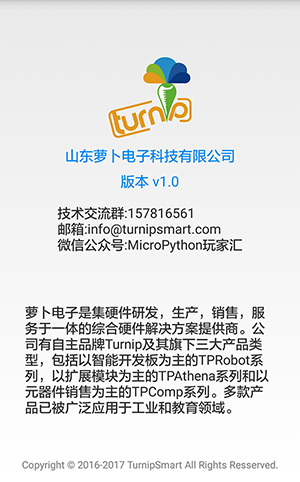 turnip
山东萝卜电子科技有限公司
版本 v1.0
技术交流群:157816561
邮箱:info@turnipsmart.com
微信公众号:MicroPython玩家汇
萝卜电子是集硬件研发，生产，销售，服
务于一体的综合硬件解决方案提供商。公
司有自主品牌Turnip及其旗下三大产品类
型，包括以智能开发板为主的TPRobot系
列，以扩展模块为主的TPAthena系列和以
元器件销售为主的TPComp系列。多款产
品已被广泛应用于工业和教育领域。
Copyright © 2016-2017 TurnipSmart All Rights Reserved.